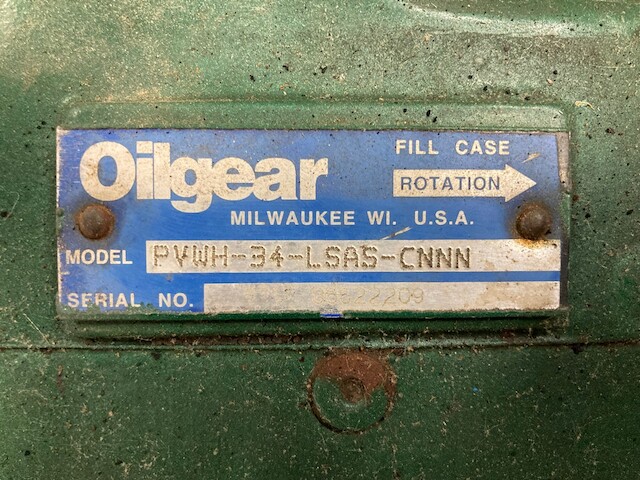 Oilgear
FILL CASE
ROTATION
MILWAUKEE WI. U.S.A.
MODEL PVWH-34-LSAS-CNNN
SERIAL NO.